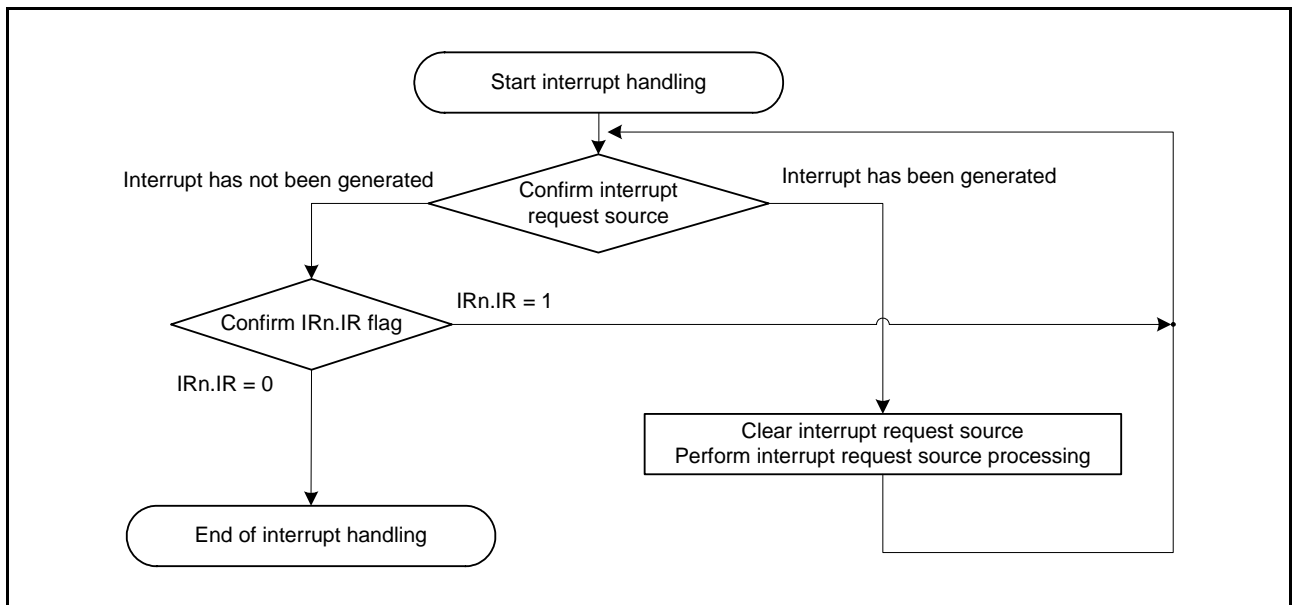 Start interrupt handling
Interrupt has not been generated
Interrupt has been generated
Confirm interrupt
request source
IRn.IR = 1
Confirm IRn.IR flag
IRn.IR = 0
Clear interrupt request source
Perform interrupt request source processing
End of interrupt handling